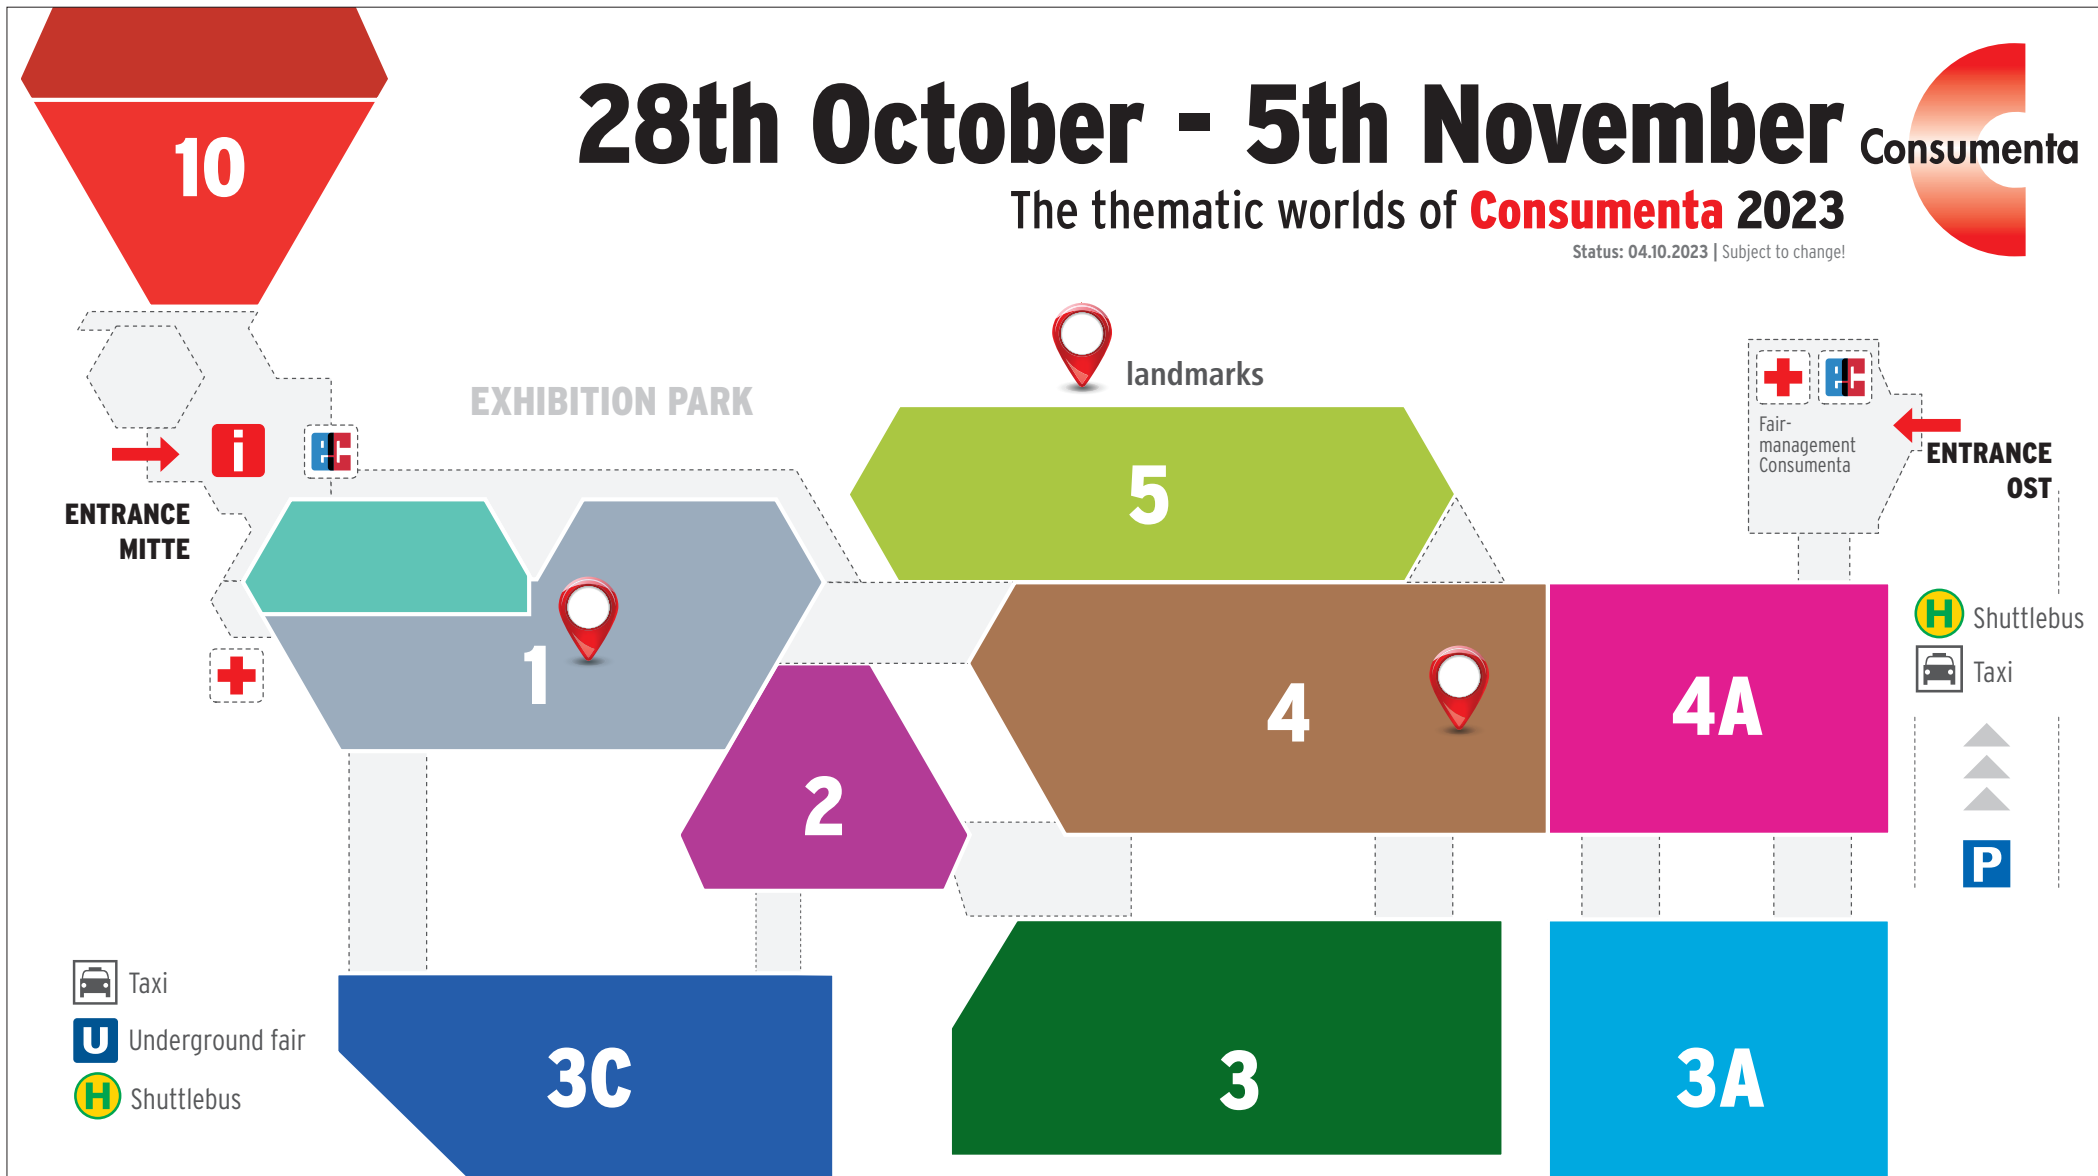 28th October - 5th November
Consumenta
The thematic worlds of Consumenta 2023
Status: 04.10.2023 | Subject to change!
10
landmarks
EXHIBITION PARK
i
ec
ENTRANCE
MITTE
5
ec
Fair-
management
Consumenta
ENTRANCE
OST
1
2
4
4A
H Shuttlebus
Taxi
P
Taxi
U Underground fair
H Shuttlebus
3C
3
3A